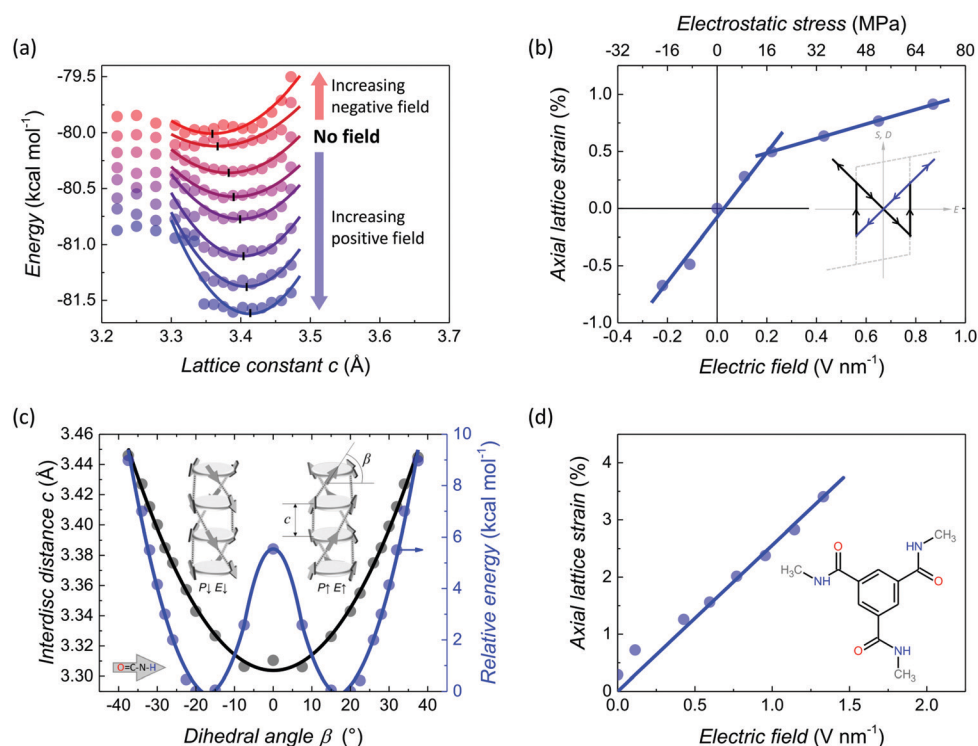 (a)
Energy (kcal mol-1)
-79.5
-80.0
-80.5
-81.0
-81.5
3.2 3.3 3.4 3.5 3.6 3.7
Lattice constant c (Å)
Increasing
negative field
No field
Increasing
positive field
(b)
Electrostatic stress (MPa)
-32 -16 0 16 32 48 64 76
Axial lattice strain (%)
1.0
0.5
0.0
-0.5
-1.0
S, D
E
-0.4 -0.2 0.0 0.2 0.4 0.6 0.8 1.0
Electric field (V nm-1)
(c)
Interdisc distance c (Å)
3.46
3.44
3.42
3.40
3.38
3.36
3.34
3.32
3.30
β
c
P↓ E↓
P↑ E↑
O=C-N-H
-40 -30 -20 -10 0 10 20 30 40
Dihedral angle β (°)
10
9
8
7
6
5
4
3
2
1
0
Relative energy (kcal mol-1)
(d)
Axial lattice strain (%)
6
4
2
0
0.0 0.5 1.0 1.5 2.0
Electric field (V nm-1)
CH3
HN
O
O
H3C
NH
O
O
NH
CH3